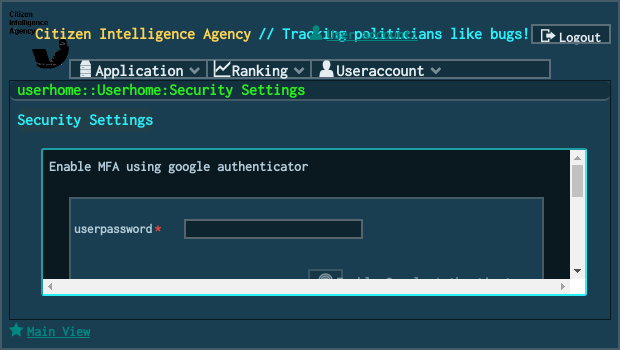 Citizen
Intelligence
Agency
Citizen Intelligence Agency // Tracking politicians like bugs!
Logout
Application
Ranking
Useraccount
userhome::Userhome:Security Settings
Security Settings
Enable MFA using google authenticator
userpassword*
Main View